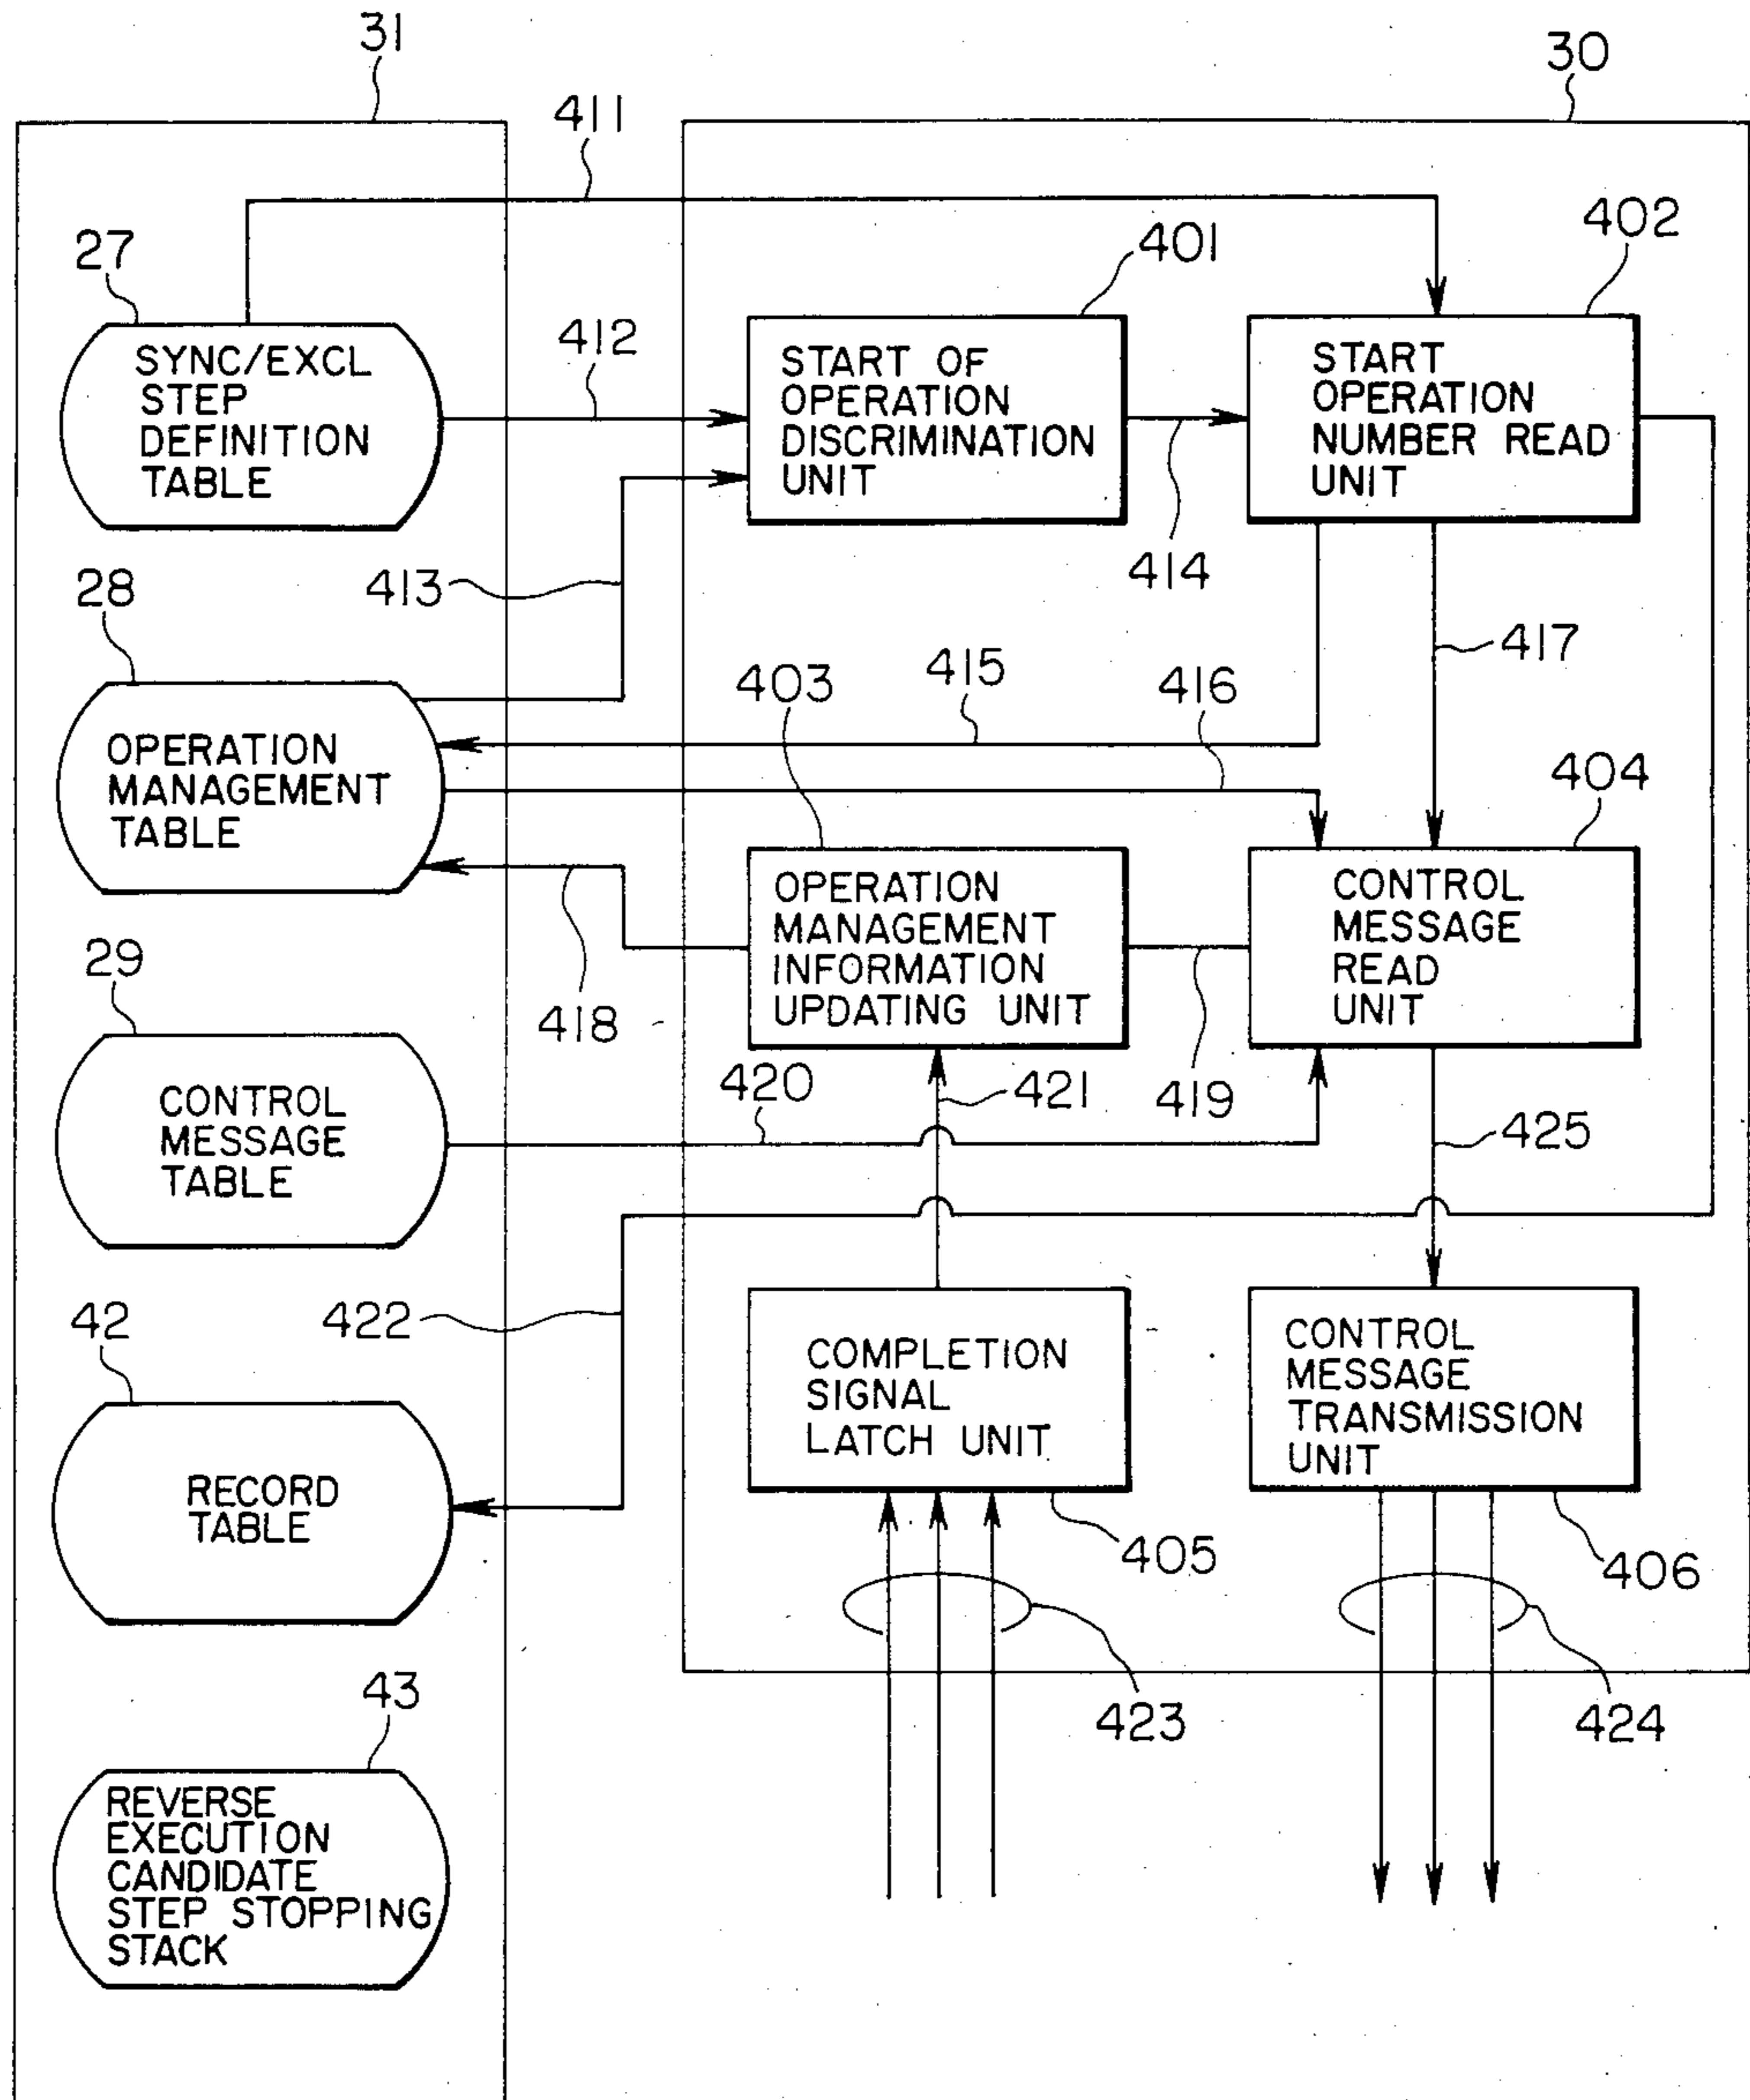 31
30
411
402
27
401
412
SYNC/EXCL
STEP
DEFINITION
TABLE
START OF
OPERATION
DISCRIMINATION
UNIT
START
OPERATION
NUMBER READ
UNIT
414
413
28
417
415
416
403
404
OPERATION
MANAGEMENT
TABLE
OPERATION
MANAGEMENT
INFORMATION
UPDATING UNIT
CONTROL
MESSAGE
READ
UNIT
29
418
419
420
421
425
CONTROL
MESSAGE
TABLE
42
422
COMPLETION
SIGNAL
LATCH UNIT
CONTROL
MESSAGE
TRANSMISSION
UNIT
RECORD
TABLE
405
406
423
424
43
REVERSE
EXECUTION
CANDIDATE
STEP STOPPING
STACK